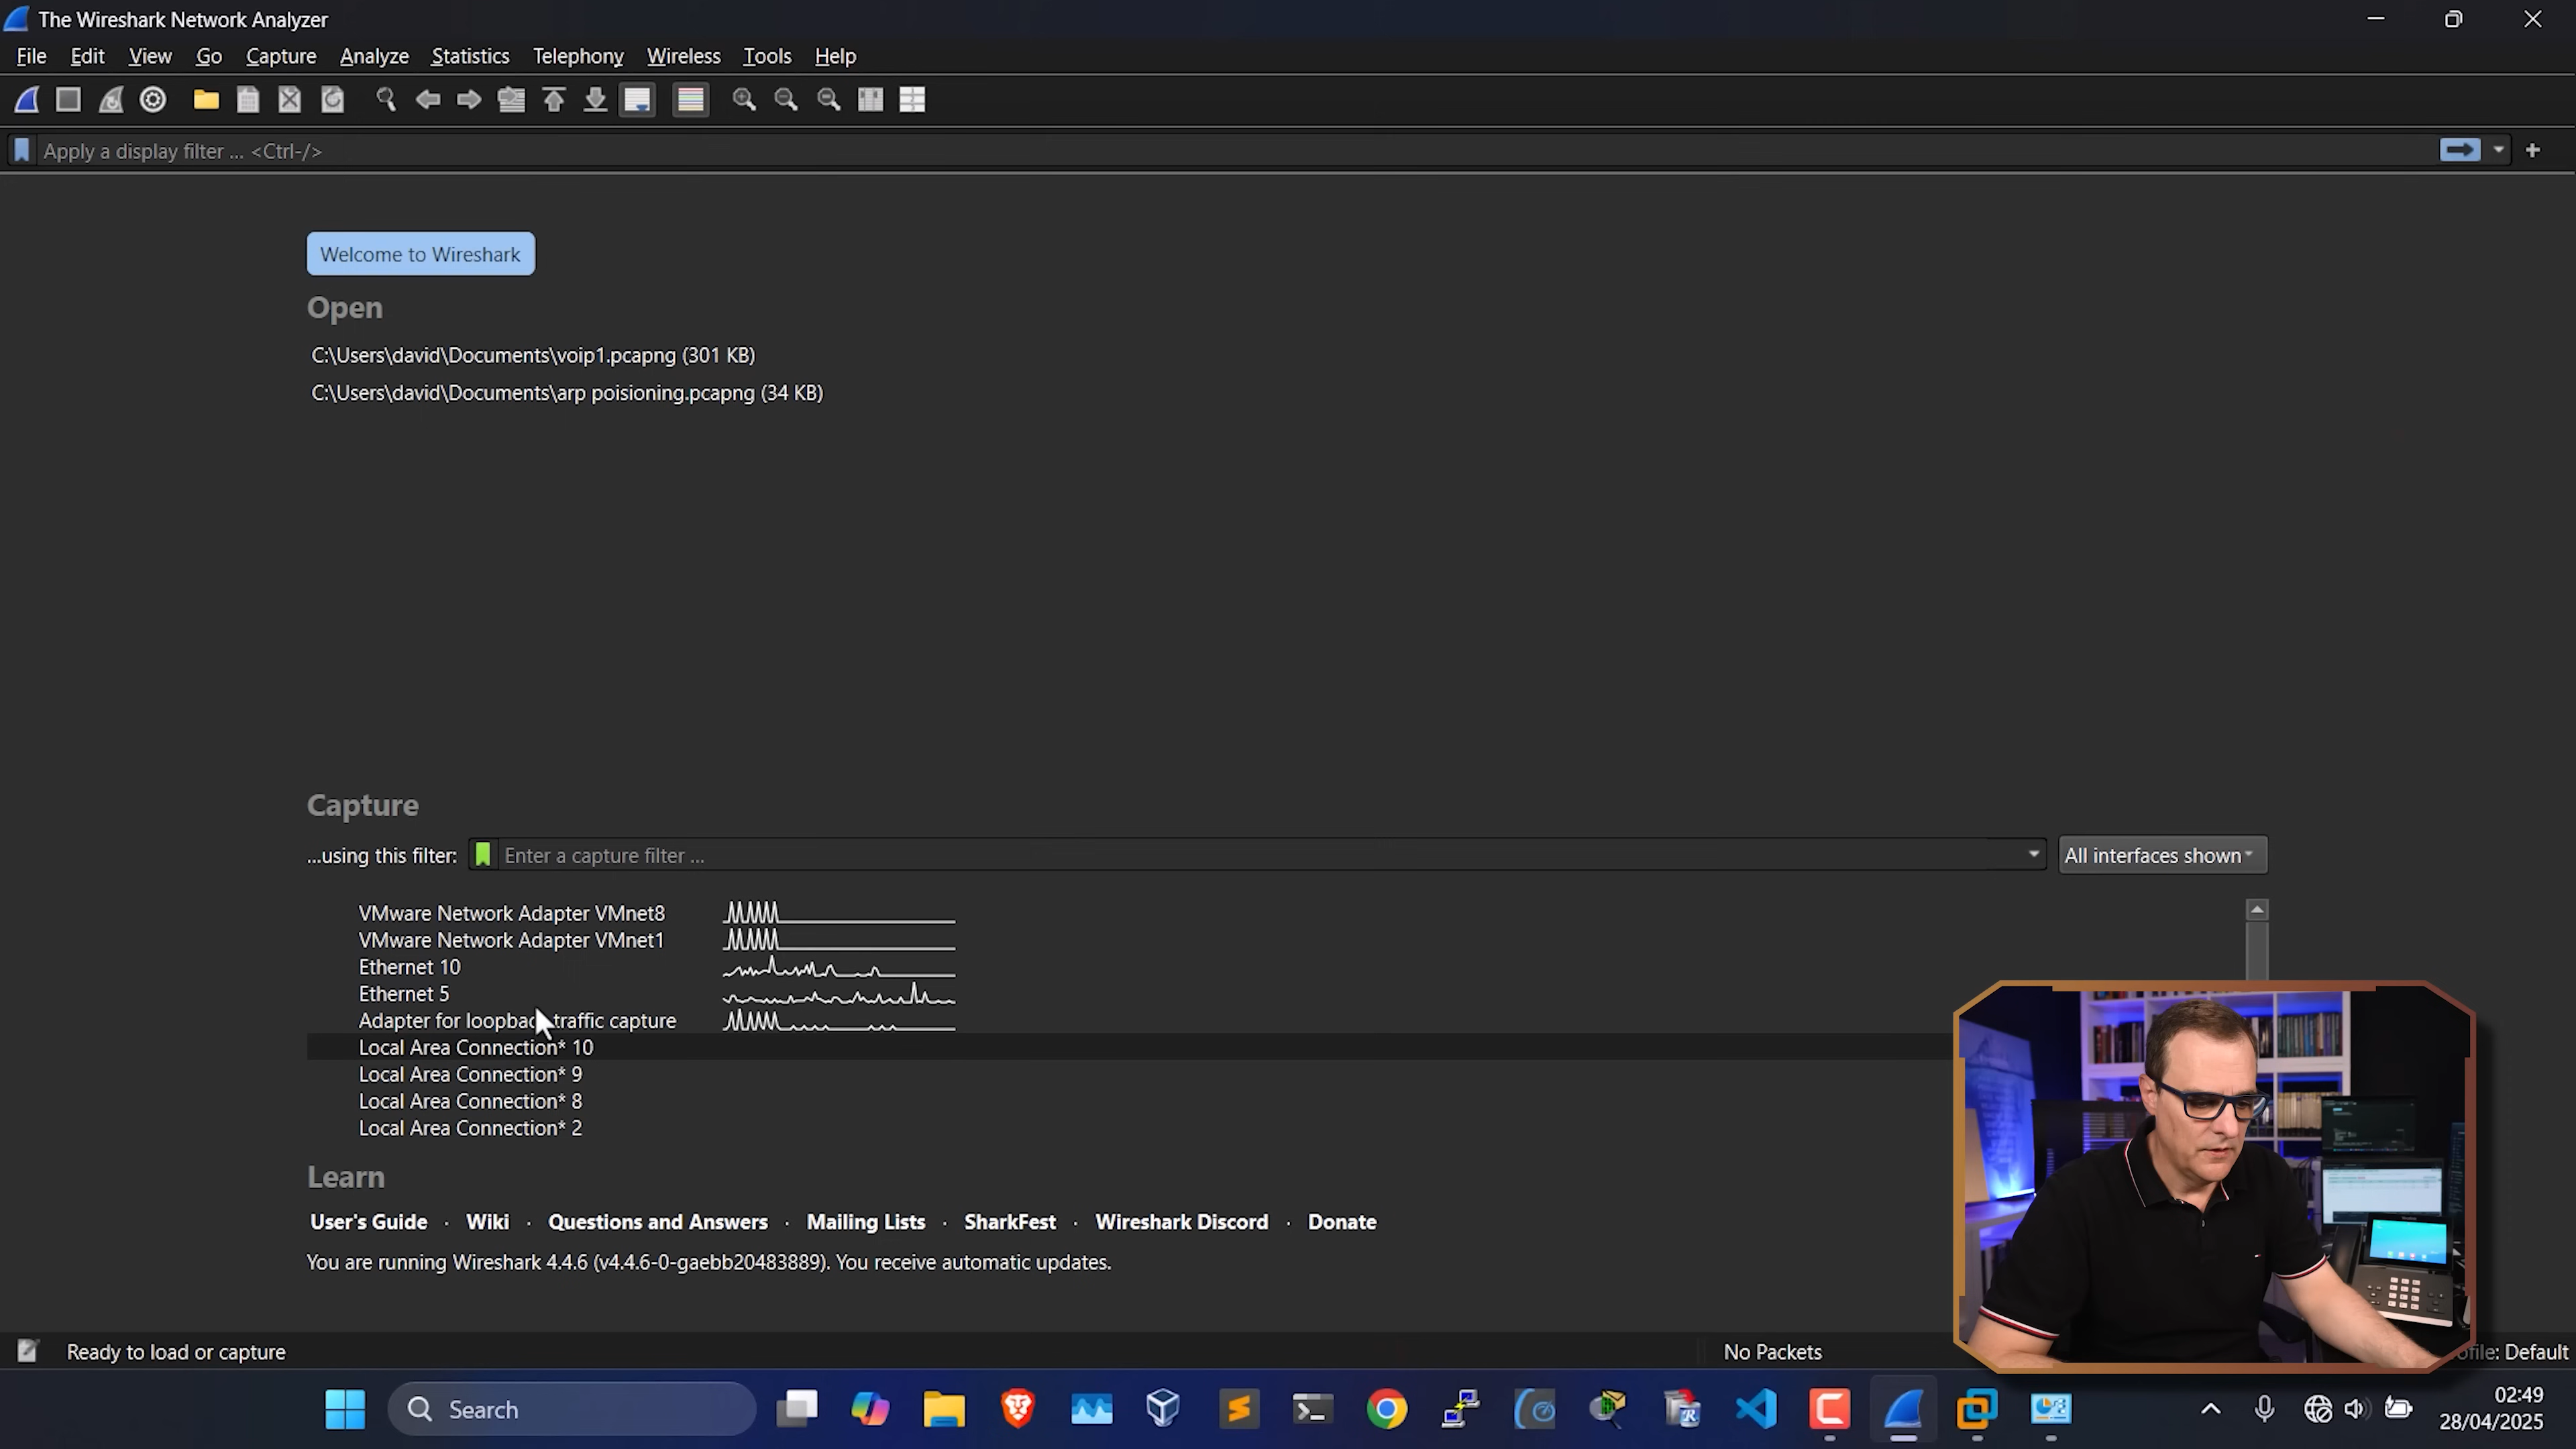 The Wireshark Network Analyzer
File Edit View Go Capture Analyze Statistics Telephony Wireless Tools Help
Apply a display filter ... <Ctrl-/>
Welcome to Wireshark
Open
C:\Users\david\Documents\voip1.pcapng (301 KB)
C:\Users\david\Documents\arp poisioning.pcapng (34 KB)
Capture
...using this filter: Enter a capture filter ... All interfaces shown
VMware Network Adapter VMnet8
VMware Network Adapter VMnet1
Ethernet 10
Ethernet 5
Adapter for loopback traffic capture
Local Area Connection* 10
Local Area Connection* 9
Local Area Connection* 8
Local Area Connection* 2
Learn
User's Guide · Wiki · Questions and Answers · Mailing Lists · SharkFest · Wireshark Discord · Donate
You are running Wireshark 4.4.6 (v4.4.6-0-gaebb20483889). You receive automatic updates.
Ready to load or capture No Packets ofile: Default
Search 02:49
28/04/2025